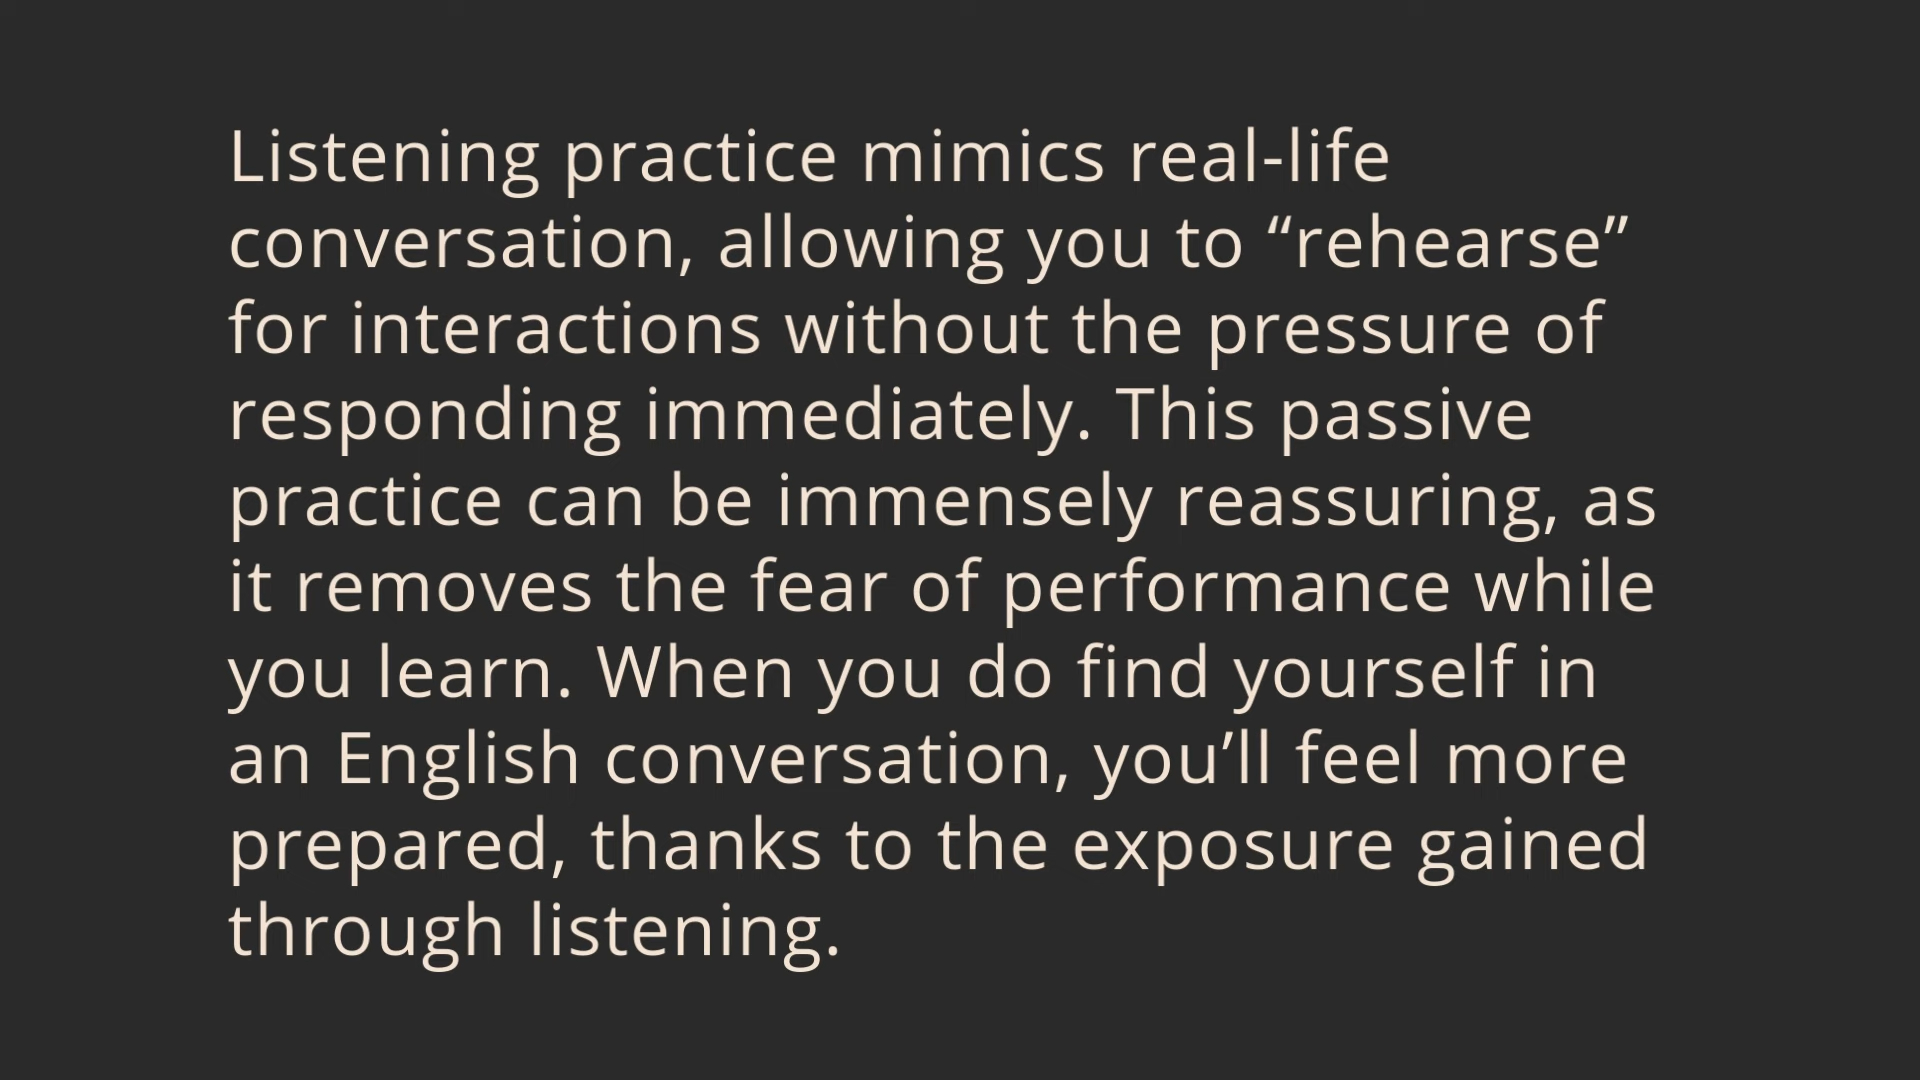 Listening practice mimics real-life
conversation, allowing you to “rehearse”
for interactions without the pressure of
responding immediately. This passive
practice can be immensely reassuring, as
it removes the fear of performance while
you learn. When you do find yourself in
an English conversation, you’ll feel more
prepared, thanks to the exposure gained
through listening.